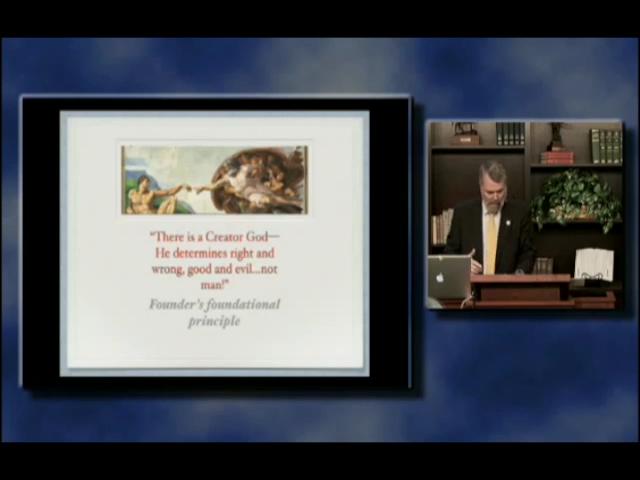 "There is a Creator God—
He determines right and
wrong, good and evil...not
man!"
Founder's foundational
principle